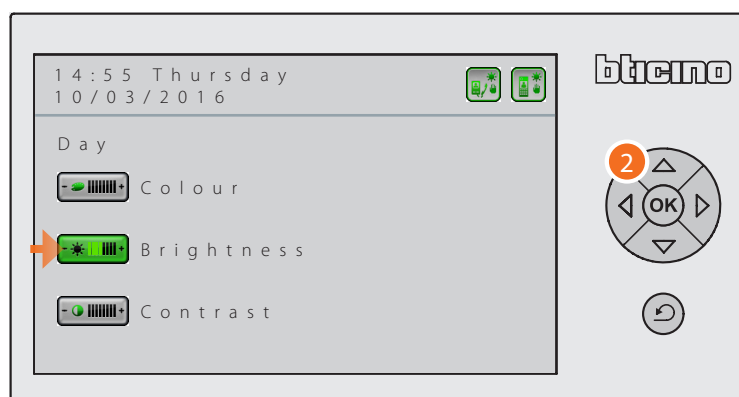 14:55 Thursday
10/03/2016
bticino
Day
Colour
Brightness
Contrast
2
OK